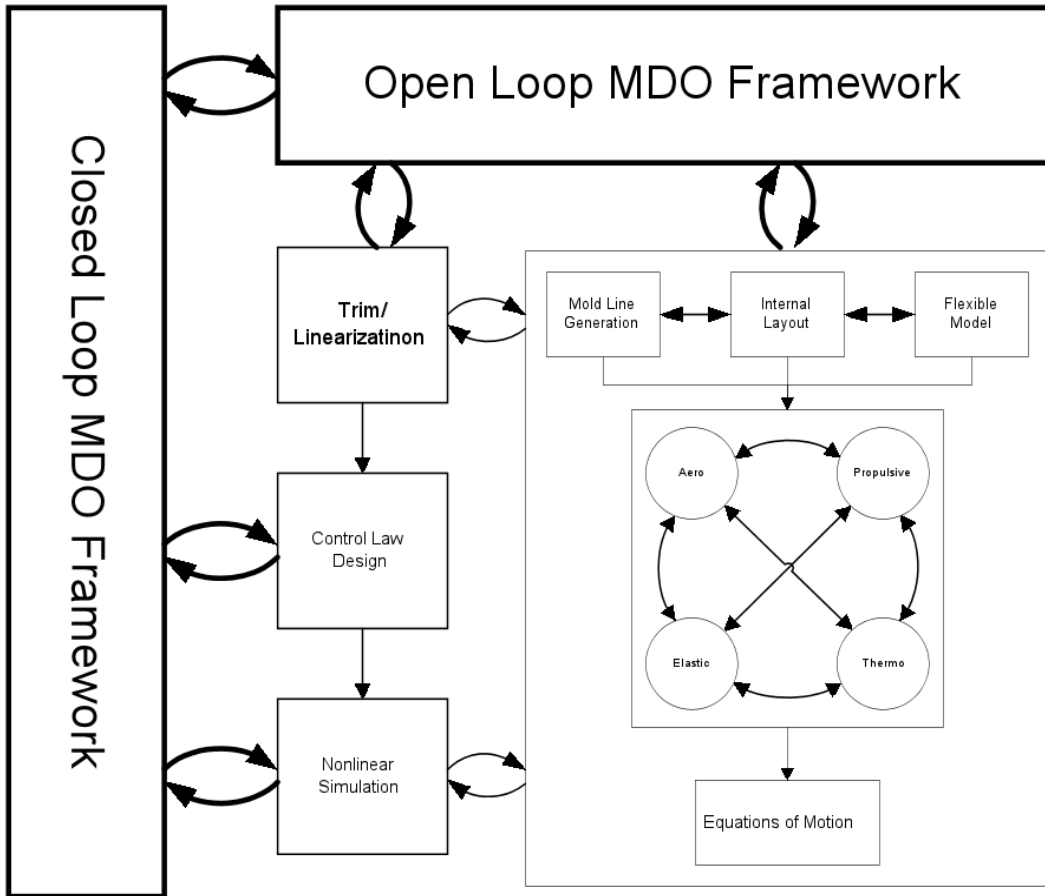 Closed Loop MDO Framework
Open Loop MDO Framework
Trim/
Linearizatinon
Mold Line
Generation
Internal
Layout
Flexible
Model
Aero
Propulsive
Control Law
Design
Elastic
Thermo
Nonlinear
Simulation
Equations of Motion